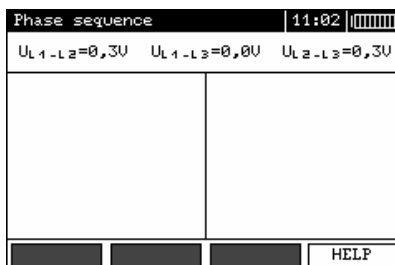 Phase sequence 11:02
UL1-L2=0,3V UL1-L3=0,0V UL2-L3=0,3V
HELP